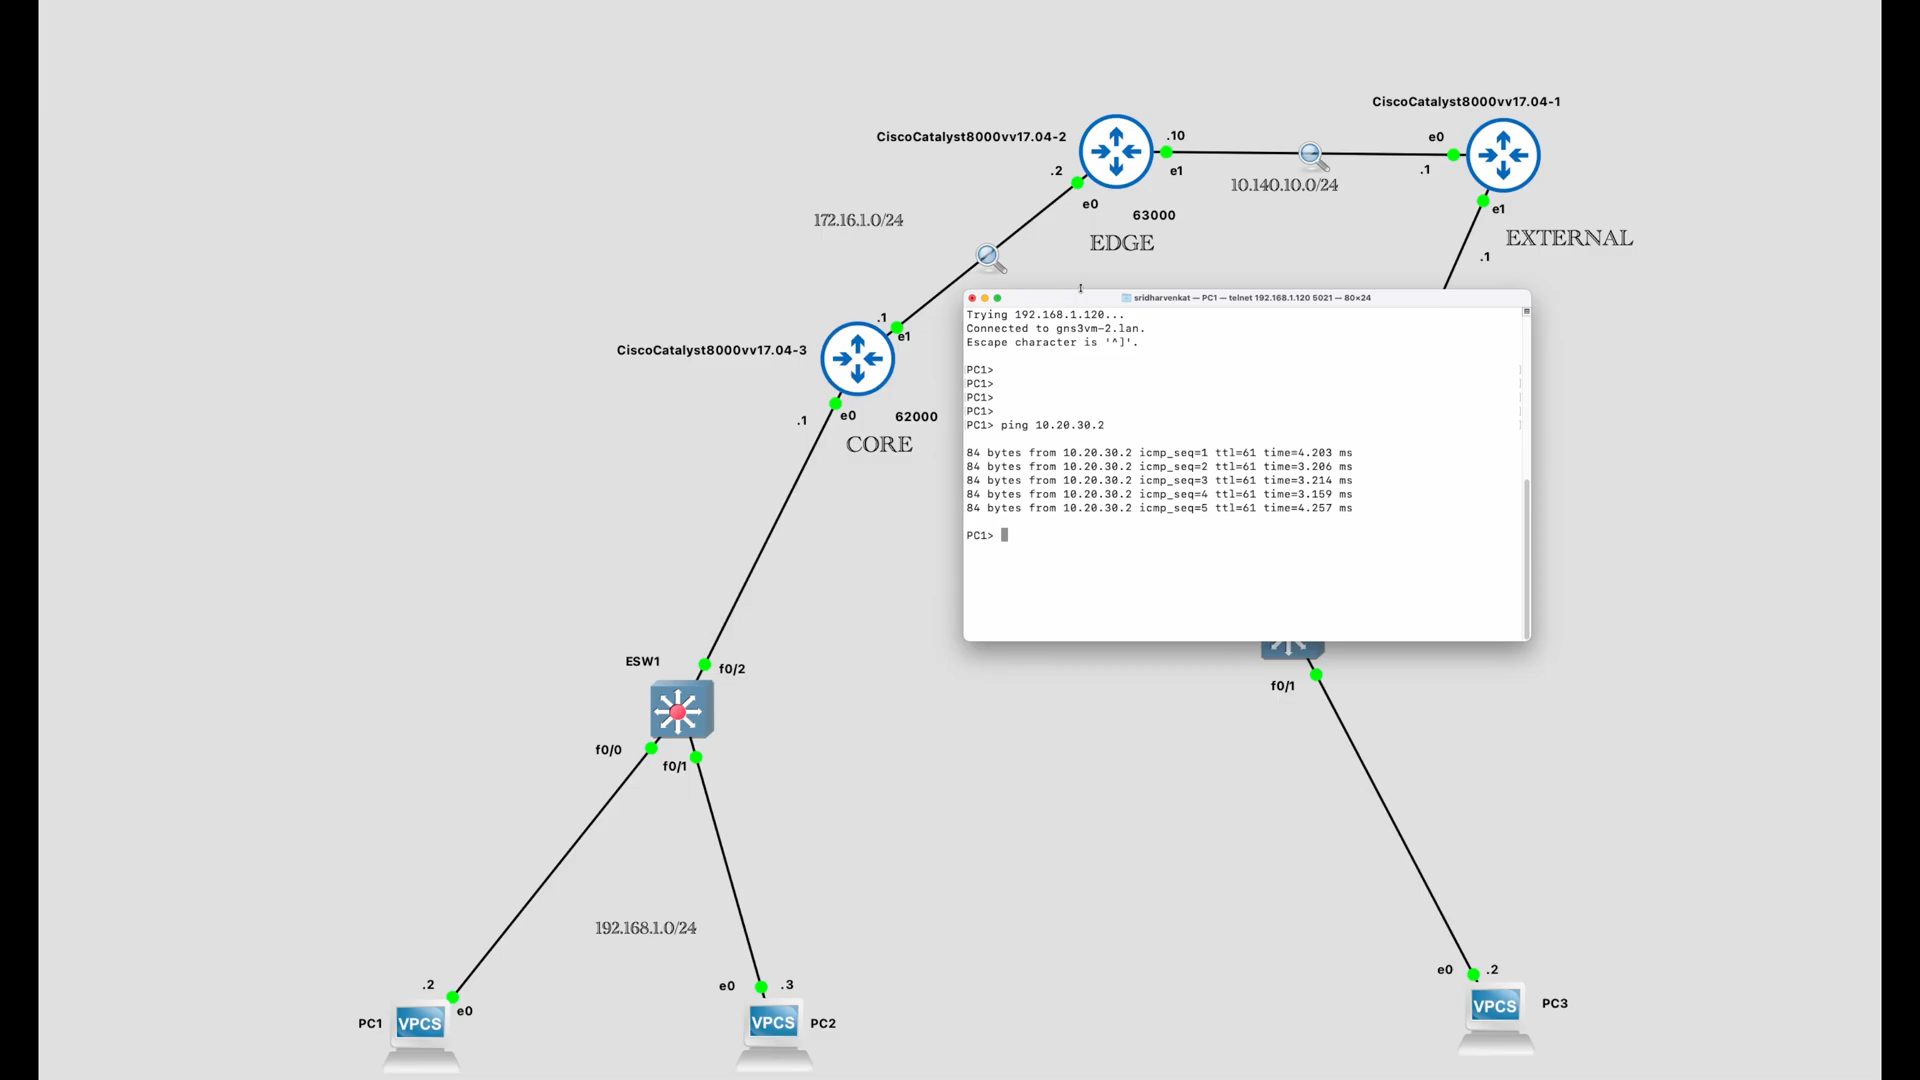 CiscoCatalyst8000vv17.04-1
CiscoCatalyst8000vv17.04-2
.10
e0
.2
e1
10.140.10.0/24
.1
e0
63000
e1
172.16.1.0/24
EDGE
EXTERNAL
.1
sridharvenkat — PC1 — telnet 192.168.1.120 5021 — 80×24
Trying 192.168.1.120...
Connected to gns3vm-2.lan.
Escape character is '^]'.
PC1>
PC1>
PC1>
PC1>
PC1> ping 10.20.30.2
84 bytes from 10.20.30.2 icmp_seq=1 ttl=61 time=4.203 ms
84 bytes from 10.20.30.2 icmp_seq=2 ttl=61 time=3.206 ms
84 bytes from 10.20.30.2 icmp_seq=3 ttl=61 time=3.214 ms
84 bytes from 10.20.30.2 icmp_seq=4 ttl=61 time=3.159 ms
84 bytes from 10.20.30.2 icmp_seq=5 ttl=61 time=4.257 ms
PC1>
.1
e1
CiscoCatalyst8000vv17.04-3
.1
e0
62000
CORE
ESW1
f0/2
f0/1
f0/0
f0/1
192.168.1.0/24
.2
e0
PC1
VPCS
e0
.3
VPCS
PC2
e0
.2
VPCS
PC3